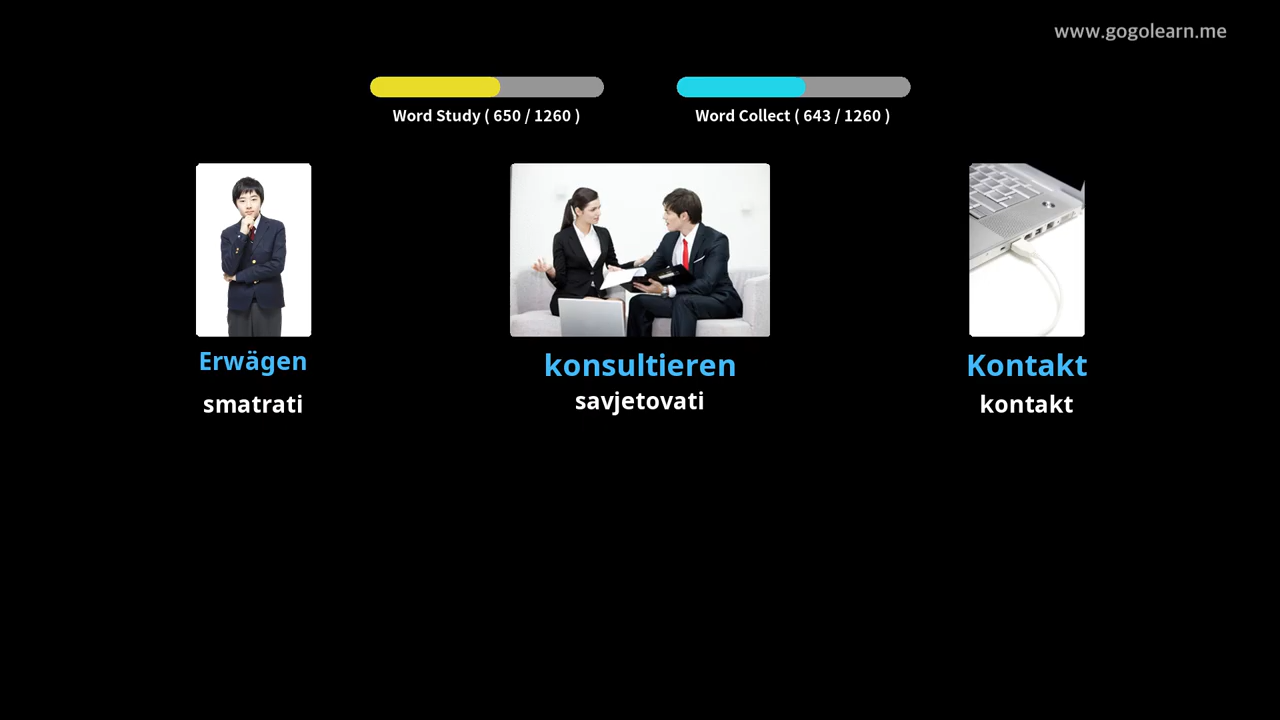 www.gogolearn.me
Word Study ( 650 / 1260 )
Word Collect ( 643 / 1260 )
Erwägen
smatrati
konsultieren
savjetovati
Kontakt
kontakt